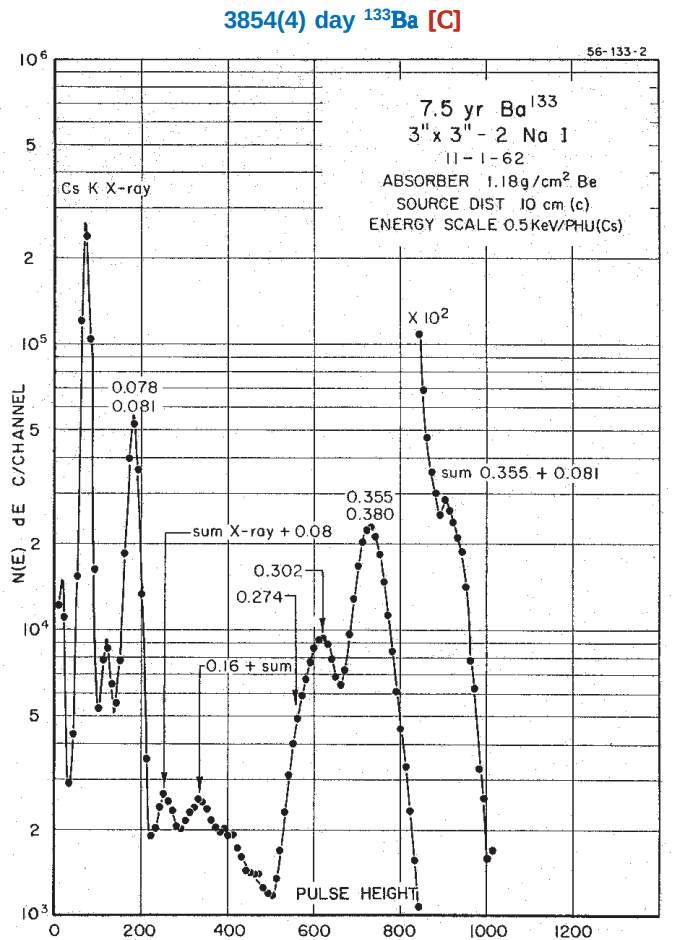 3854(4) day ¹³³Ba [C]
56-133-2
10⁶
7.5 yr Ba¹³³
3"x 3"-2 Na I
11-1-62
ABSORBER 1.18g/cm² Be
SOURCE DIST 10 cm (c)
ENERGY SCALE 0.5KeV/PHU(Cs)
5
Cs K X-ray
2
X 10²
10⁵
0.078
0.081
5
sum 0.355 + 0.081
0.355
0.380
sum X-ray + 0.08
2
0.302
0.274
10⁴
0.16 + sum
5
2
N(E) dE C/CHANNEL
PULSE HEIGHT
10³
0 200 400 600 800 1000 1200